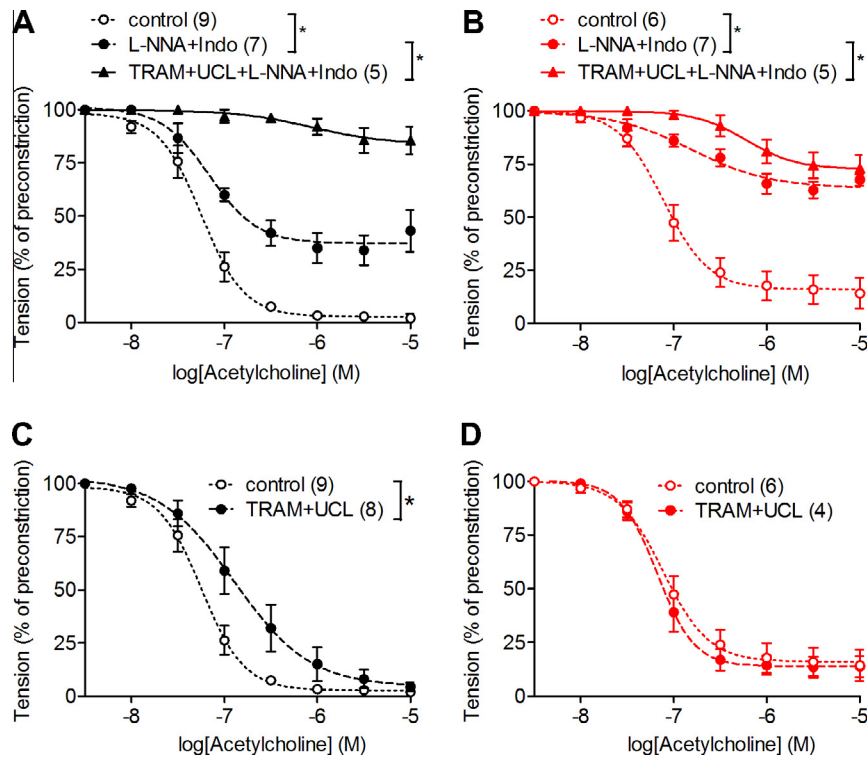 A
control (9)
L-NNA+Indo (7)
TRAM+UCL+L-NNA+Indo (5)
*
*
Tension (% of preconstriction)
100
75
50
25
0
-8
-7
-6
-5
log[Acetylcholine] (M)
B
control (6)
L-NNA+Indo (7)
TRAM+UCL+L-NNA+Indo (5)
*
*
Tension (% of preconstriction)
100
75
50
25
0
-8
-7
-6
-5
log[Acetylcholine] (M)
C
control (9)
TRAM+UCL (8)
*
Tension (% of preconstriction)
100
75
50
25
0
-8
-7
-6
-5
log[Acetylcholine] (M)
D
control (6)
TRAM+UCL (4)
Tension (% of preconstriction)
100
75
50
25
0
-8
-7
-6
-5
log[Acetylcholine] (M)